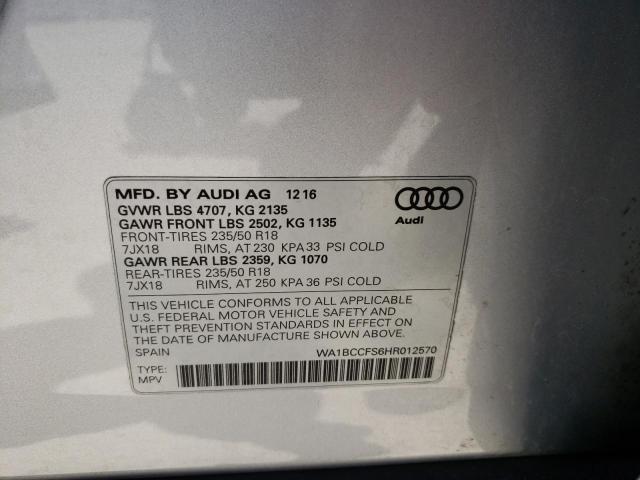 MFD. BY AUDI AG 12 16
GVWR LBS 4707, KG 2135
GAWR FRONT LBS 2502, KG 1135
FRONT-TIRES 235/50 R18
7JX18 RIMS, AT 230 KPA 33 PSI COLD
GAWR REAR LBS 2359, KG 1070
REAR-TIRES 235/50 R18
7JX18 RIMS, AT 250 KPA 36 PSI COLD
Audi
THIS VEHICLE CONFORMS TO ALL APPLICABLE
U.S. FEDERAL MOTOR VEHICLE SAFETY AND
THEFT PREVENTION STANDARDS IN EFFECT ON
THE DATE OF MANUFACTURE SHOWN ABOVE.
SPAIN WA1BCCFS6HR012570
TYPE:
MPV